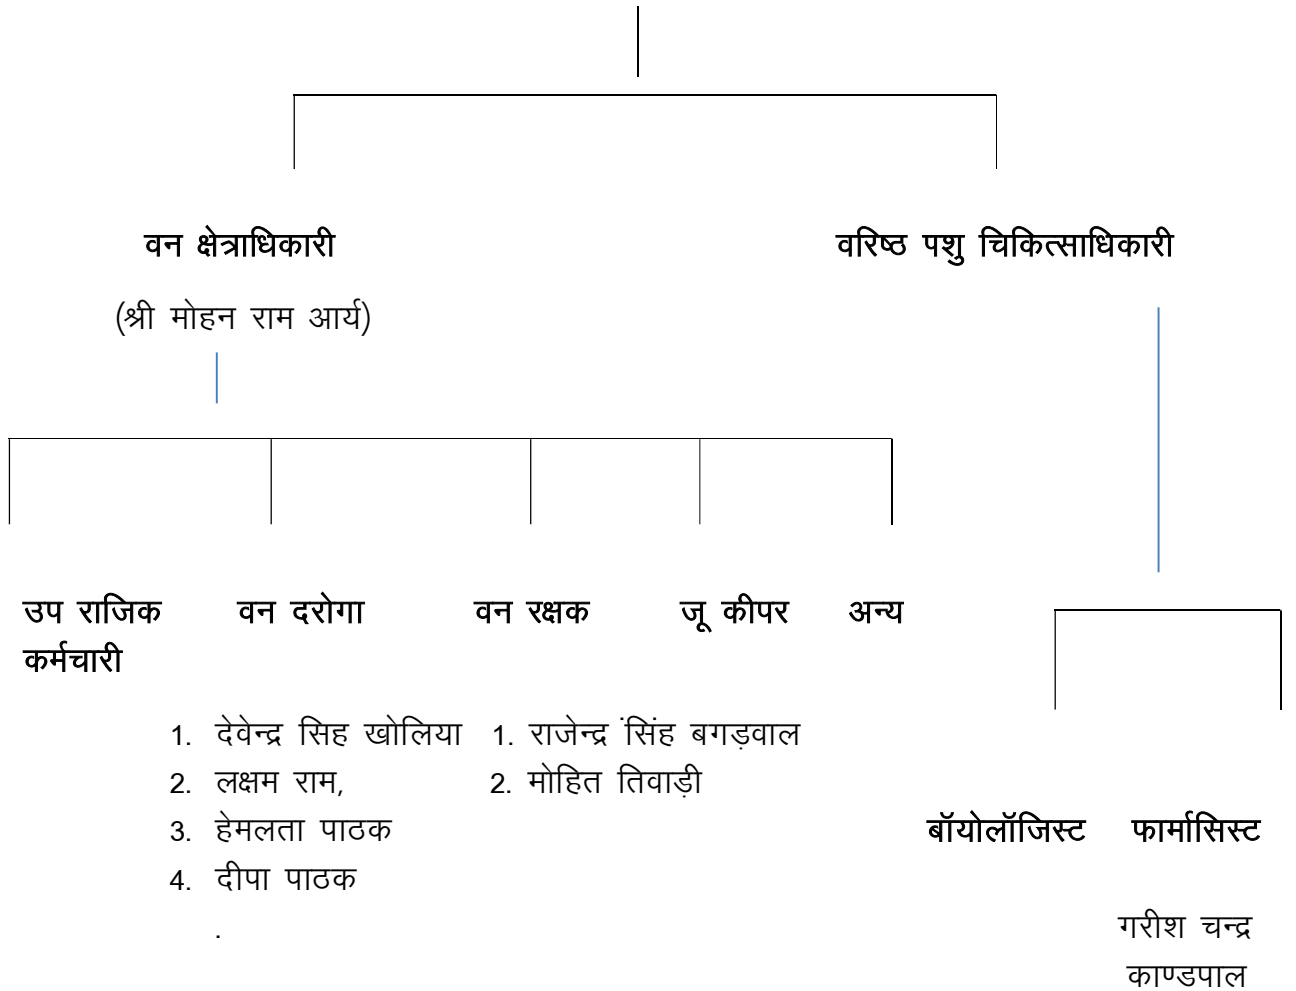 वन क्षेत्राधिकारी वरिष्ठ पशु चिकित्साधिकारी
(श्री मोहन राम आर्य)
उप राजिक वन दरोगा वन रक्षक जू कीपर अन्य
कर्मचारी
1. देवेन्द्र सिह खोलिया 1. राजेन्द्र ंसिंह बगड़वाल
2. लक्षम राम, 2. मोहित तिवाड़ी
3. हेमलता पाठक
बॉयोलॉजिस्ट फार्मासिस्ट
4. दीपा पाठक
.
गरीश चन्द्र
काण्डपाल